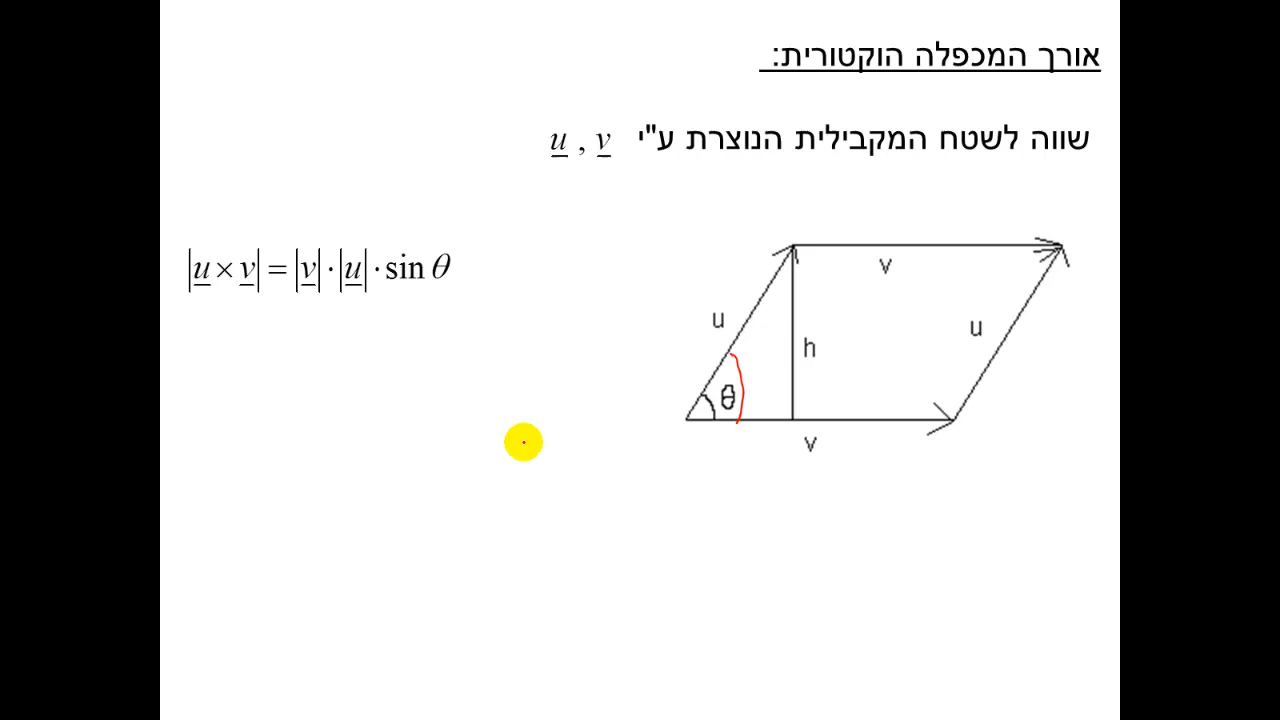 אורך המכפלה הוקטורית:
שווה לשטח המקבילית הנוצרת ע"י u , v
|u × v| = |v| · |u| · sin θ
v
u
u
h
θ
v